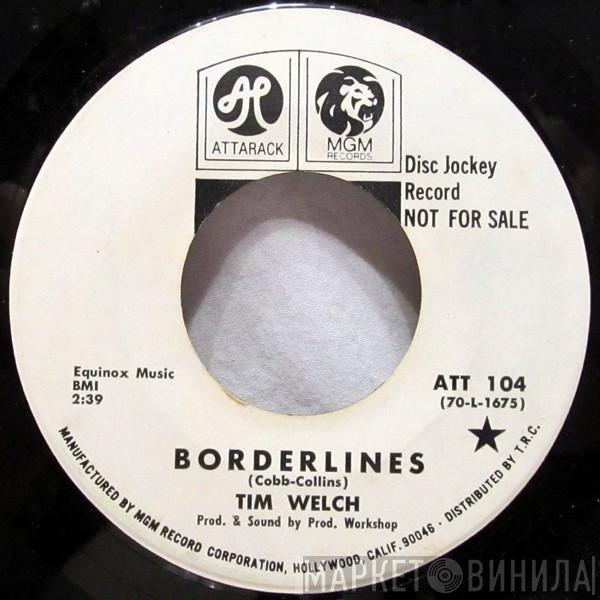 ATTARACK
MGM
RECORDS
Disc Jockey
Record
NOT FOR SALE
Equinox Music
BMI
2:39
ATT 104
(70-L-1675)
BORDERLINES
(Cobb-Collins)
TIM WELCH
Prod. & Sound by Prod. Workshop
MANUFACTURED BY MGM RECORD CORPORATION, HOLLYWOOD, CALIF. 90046 - DISTRIBUTED BY T.R.C.
МАРКЕТ ВИНИЛА